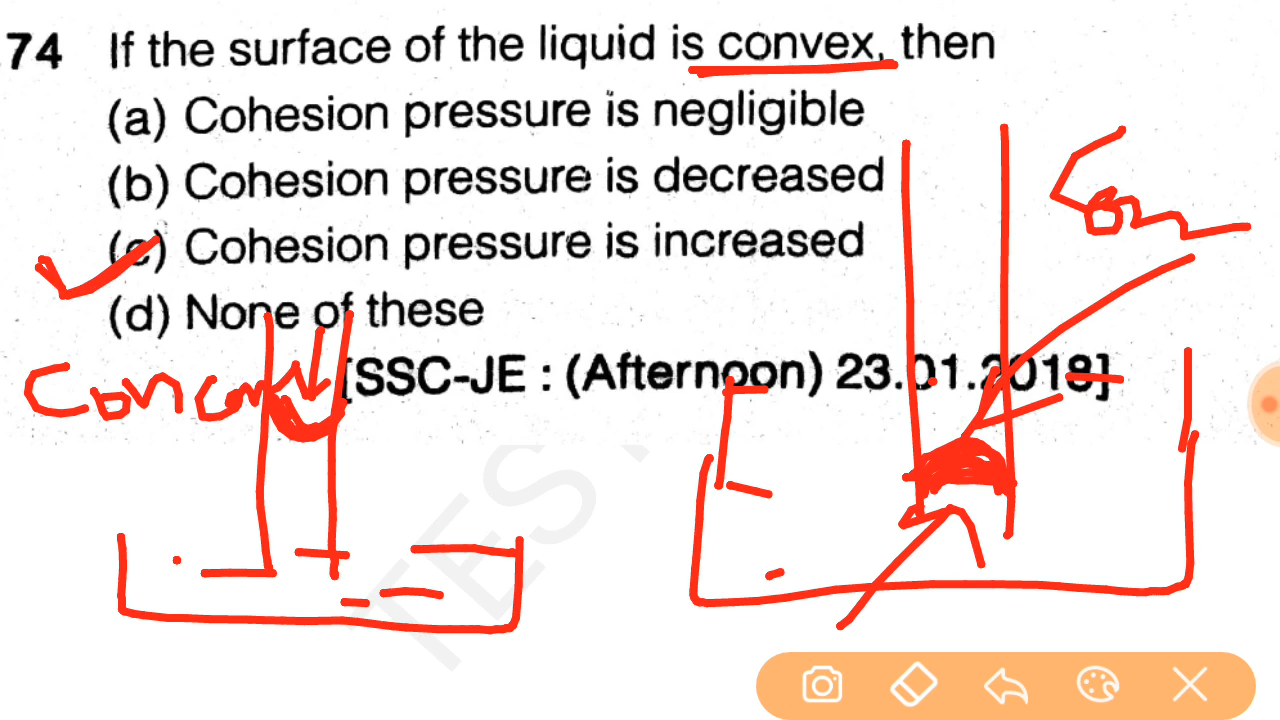 74 If the surface of the liquid is convex, then
(a) Cohesion pressure is negligible
(b) Cohesion pressure is decreased
(c) Cohesion pressure is increased
(d) None of these
[SSC-JE : (Afternoon) 23.01.2018]
TES